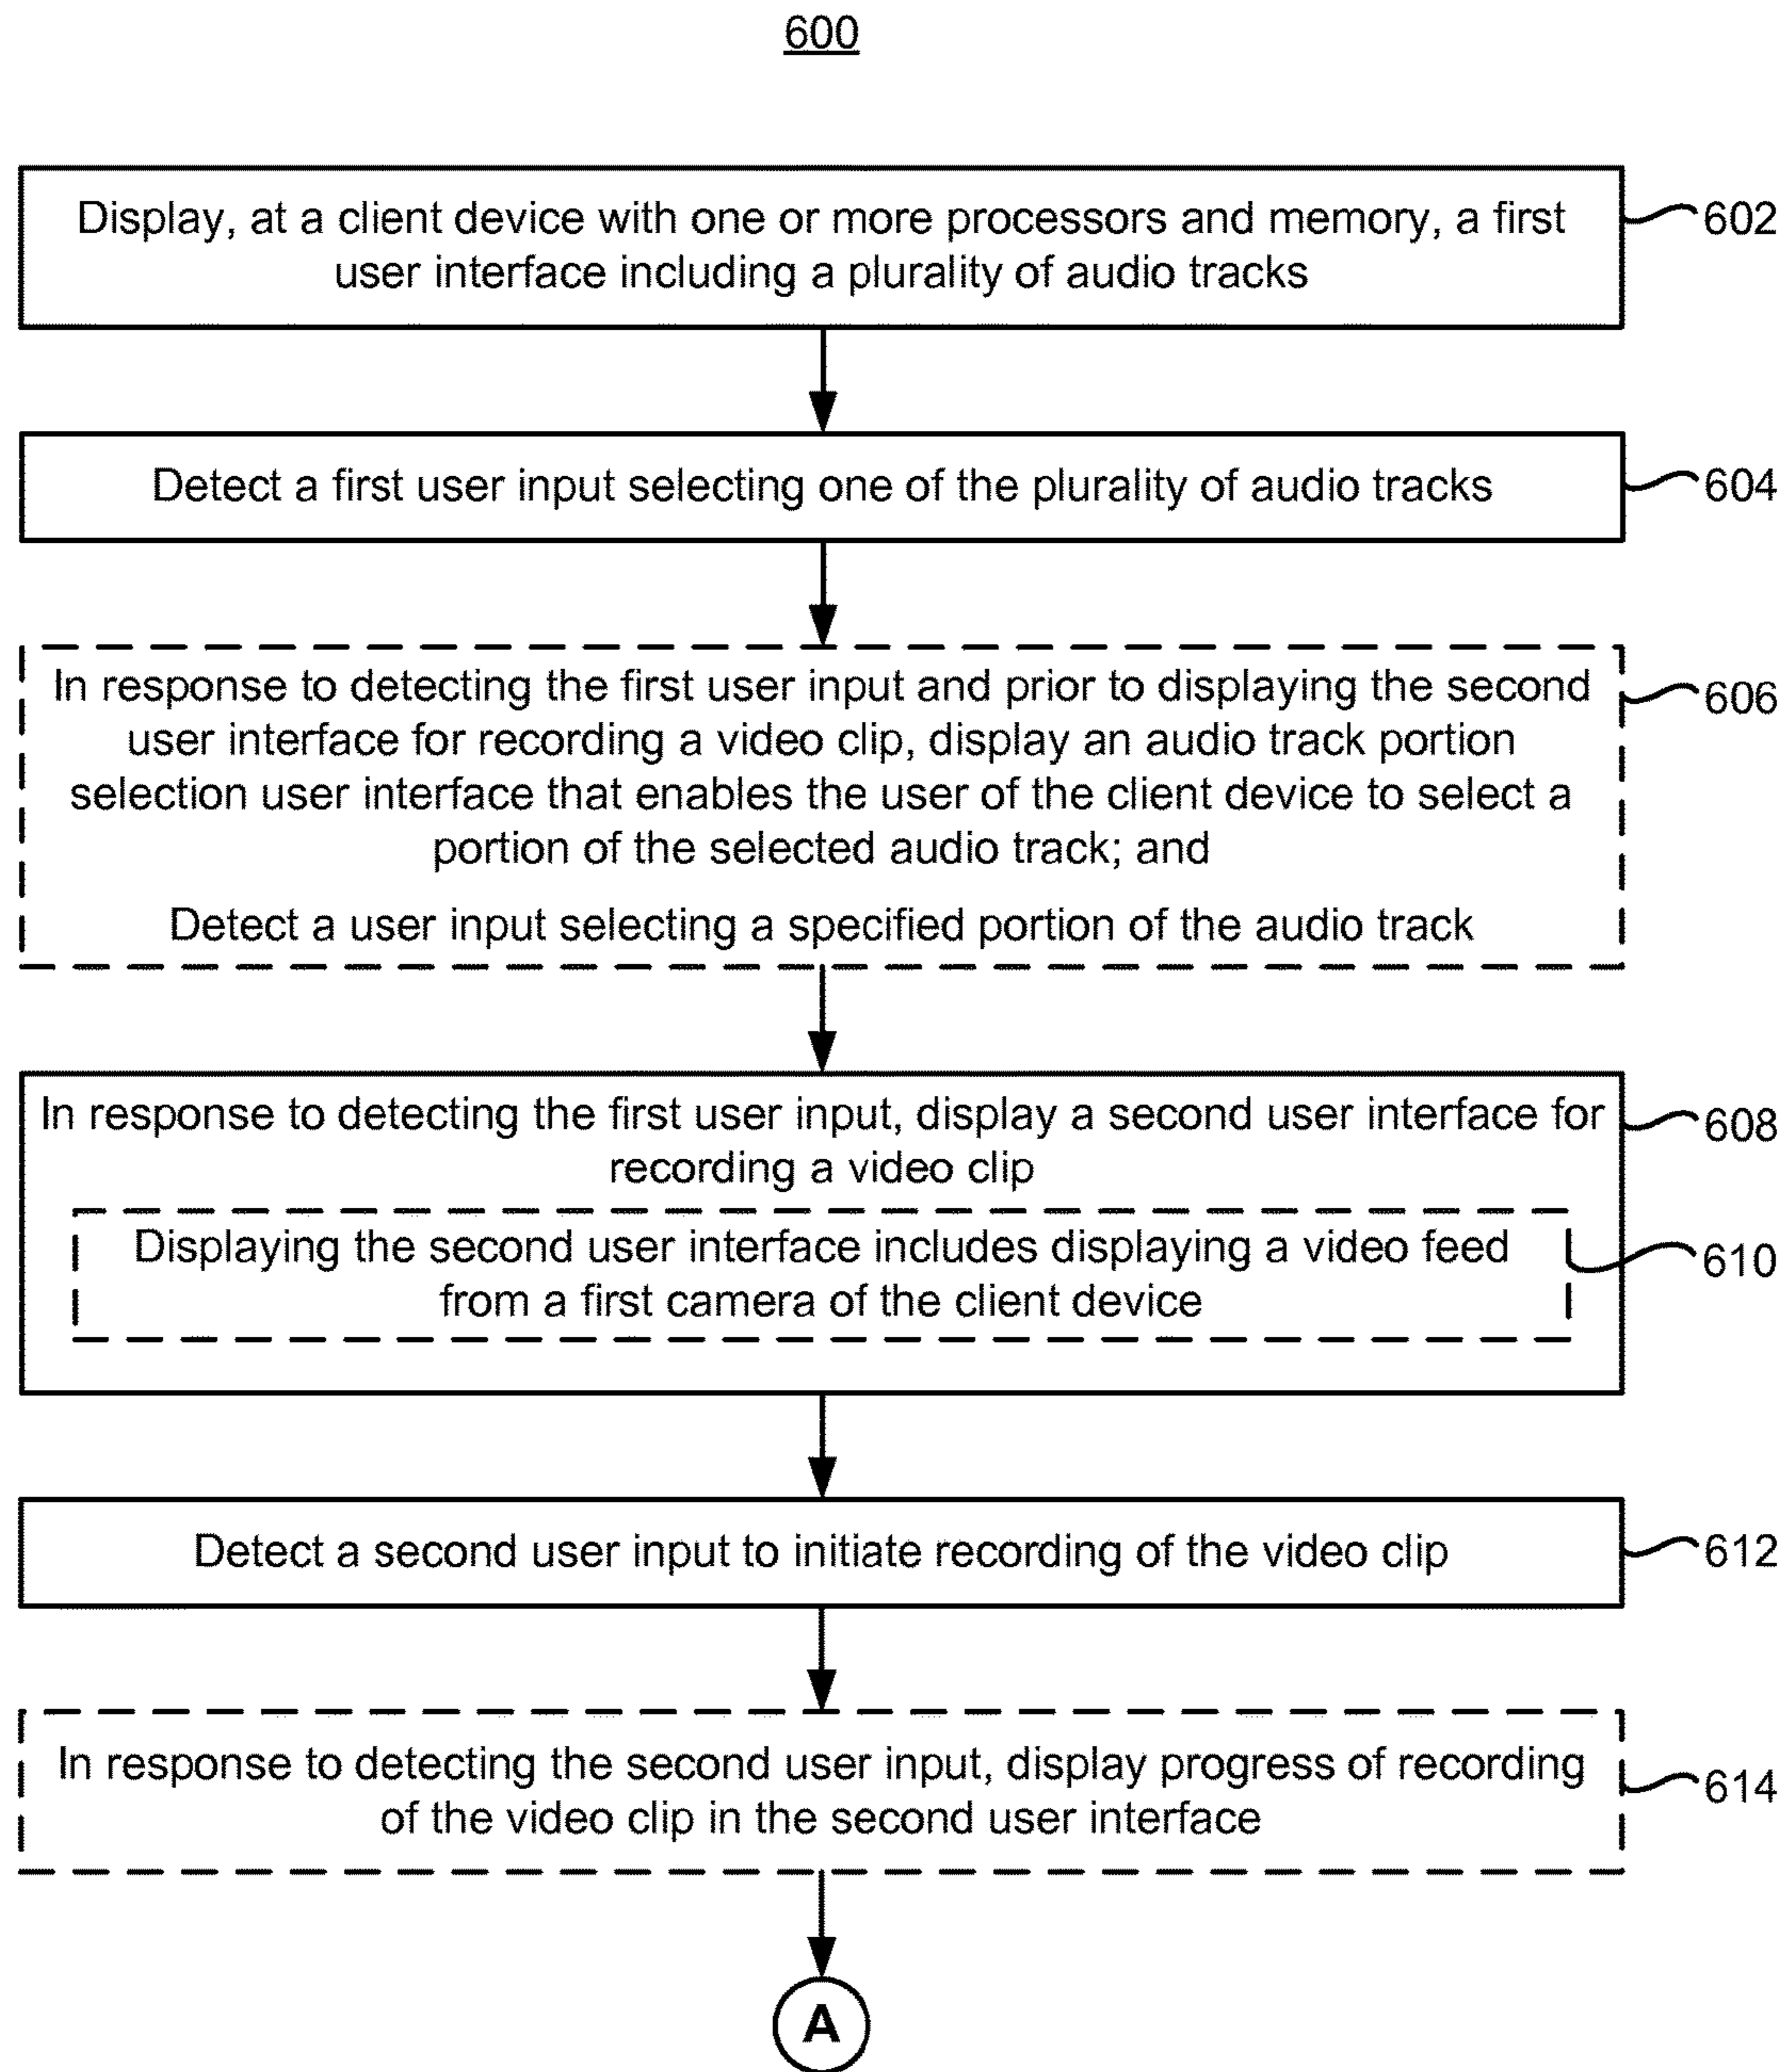 600
Display, at a client device with one or more processors and memory, a first
user interface including a plurality of audio tracks
602
Detect a first user input selecting one of the plurality of audio tracks
604
In response to detecting the first user input and prior to displaying the second
user interface for recording a video clip, display an audio track portion
selection user interface that enables the user of the client device to select a
portion of the selected audio track; and
Detect a user input selecting a specified portion of the audio track
606
In response to detecting the first user input, display a second user interface for
recording a video clip
608
Displaying the second user interface includes displaying a video feed
from a first camera of the client device
610
Detect a second user input to initiate recording of the video clip
612
In response to detecting the second user input, display progress of recording
of the video clip in the second user interface
614
A